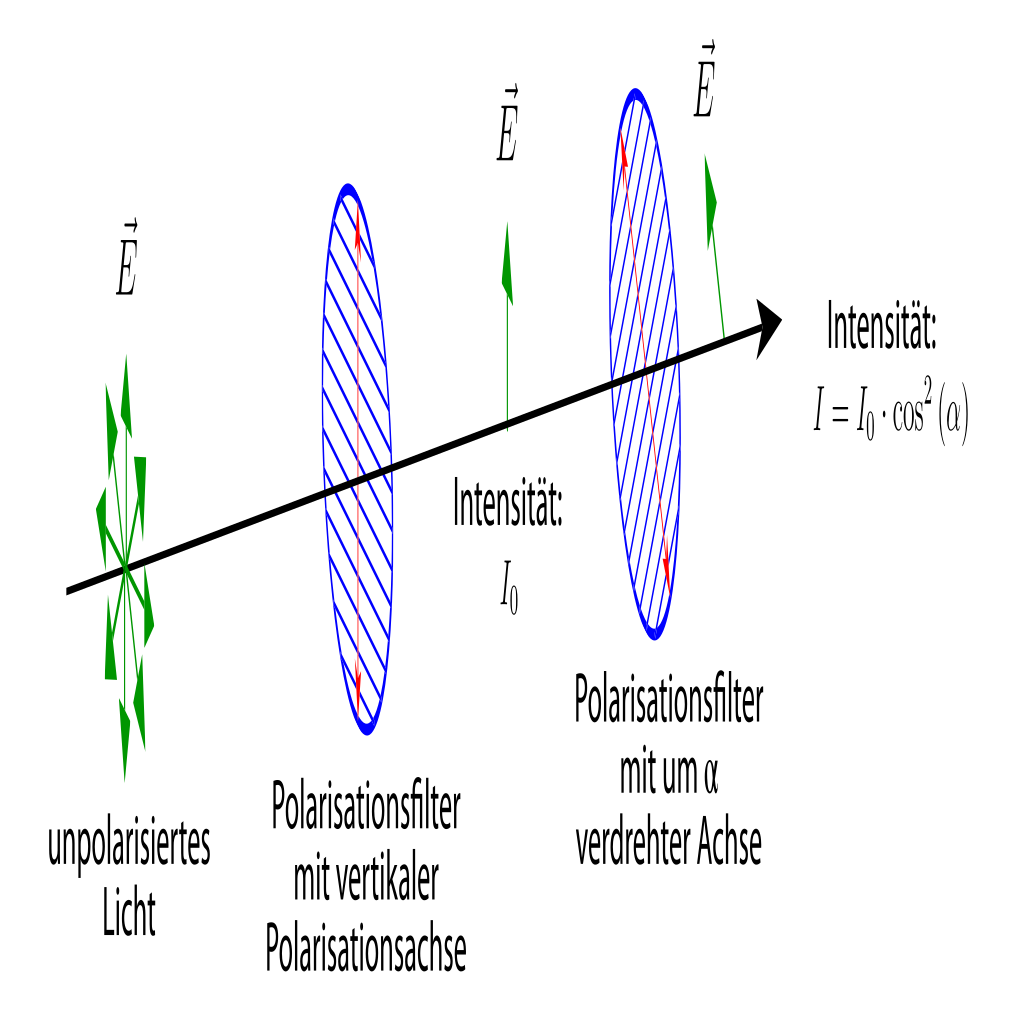 $\vec{E}$
unpolarisiertes
Licht
Polarisationsfilter
mit vertikaler
Polarisationsachse
$\vec{E}$
Intensität:
$I_0$
Polarisationsfilter
mit um α
verdrehter Achse
$\vec{E}$
Intensität:
$I = I_0 \cdot \cos^2(\alpha)$